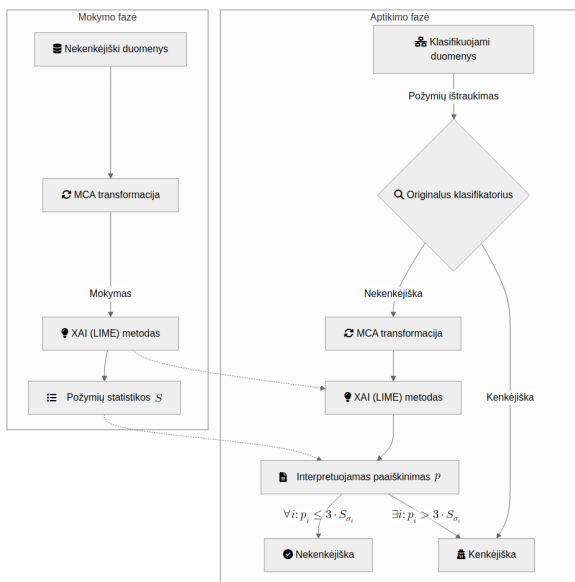 Mokymo fazė
Nekenkėjiški duomenys
MCA transformacija
Mokymas
XAI (LIME) metodas
Požymių statistikos S
Aptikimo fazė
Klasifikuojami
duomenys
Požymių ištraukimas
Originalus klasifikatorius
Nekenkėjiška
MCA transformacija
XAI (LIME) metodas
Kenkėjiška
Interpretuojamas paaiškinimas p
∀i: p_i ≤ 3 · S_{σ_i}
∃i: p_i > 3 · S_{σ_i}
Nekenkėjiška
Kenkėjiška